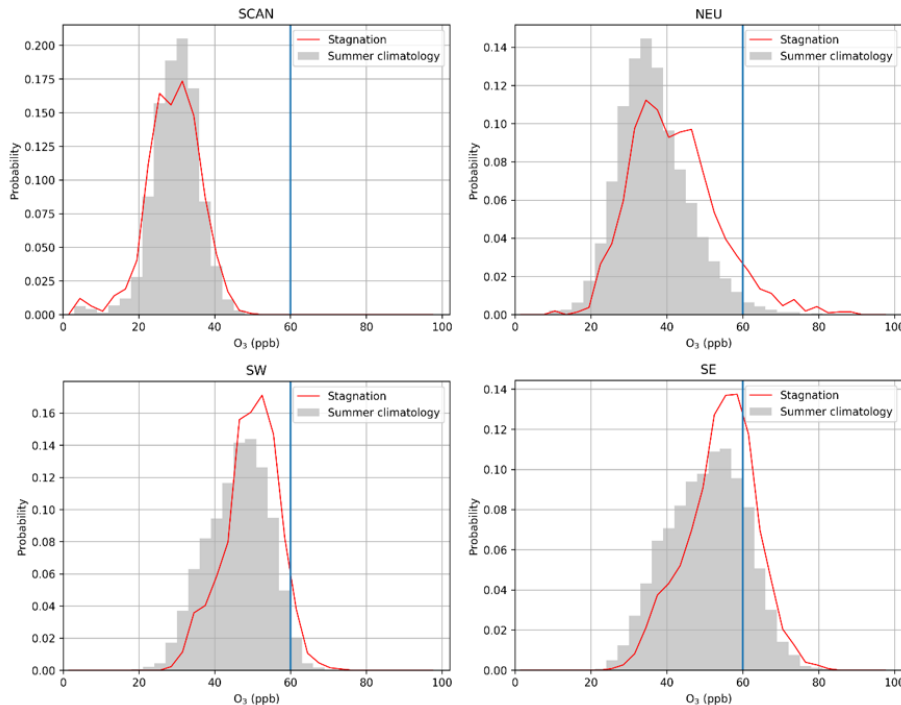 SCAN
Stagnation
Summer climatology
Probability
0.200
0.175
0.150
0.125
0.100
0.075
0.050
0.025
0.000
0 20 40 60 80 100
O₃ (ppb)
NEU
Stagnation
Summer climatology
Probability
0.14
0.12
0.10
0.08
0.06
0.04
0.02
0.00
0 20 40 60 80 100
O₃ (ppb)
SW
Stagnation
Summer climatology
Probability
0.16
0.14
0.12
0.10
0.08
0.06
0.04
0.02
0.00
0 20 40 60 80 100
O₃ (ppb)
SE
Stagnation
Summer climatology
Probability
0.14
0.12
0.10
0.08
0.06
0.04
0.02
0.00
0 20 40 60 80 100
O₃ (ppb)